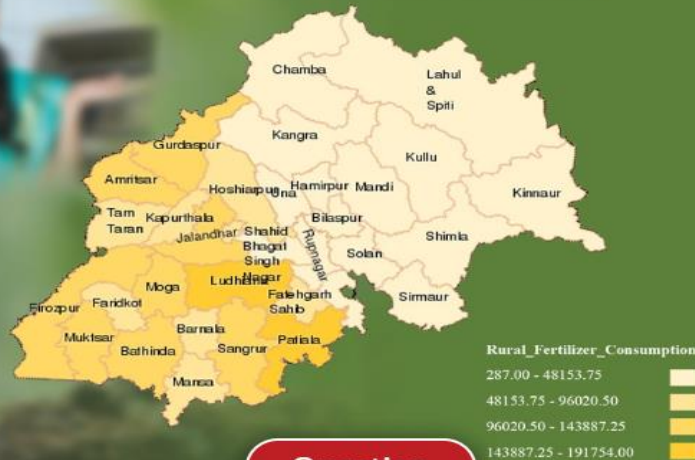 Chamba
Lahul
&
Spiti
Kangra
Gurdaspur
Kullu
Amritsar
Hoshiarpur
Una
Hamirpur
Mandi
Kinnaur
Tarn
Taran
Kapurthala
Bilaspur
Jalandhar
Shahid
Bhagat
Singh
Nagar
Rupnagar
Shimla
Solan
Ludhiana
Moga
Fatehgarh
Sahib
Sirmaur
Firozpur
Faridkot
Muktsar
Barnala
Patiala
Bathinda
Sangrur
Mansa
Rural_Fertilizer_Consumption
287.00 - 48153.75
48153.75 - 96020.50
96020.50 - 143887.25
143887.25 - 191754.00